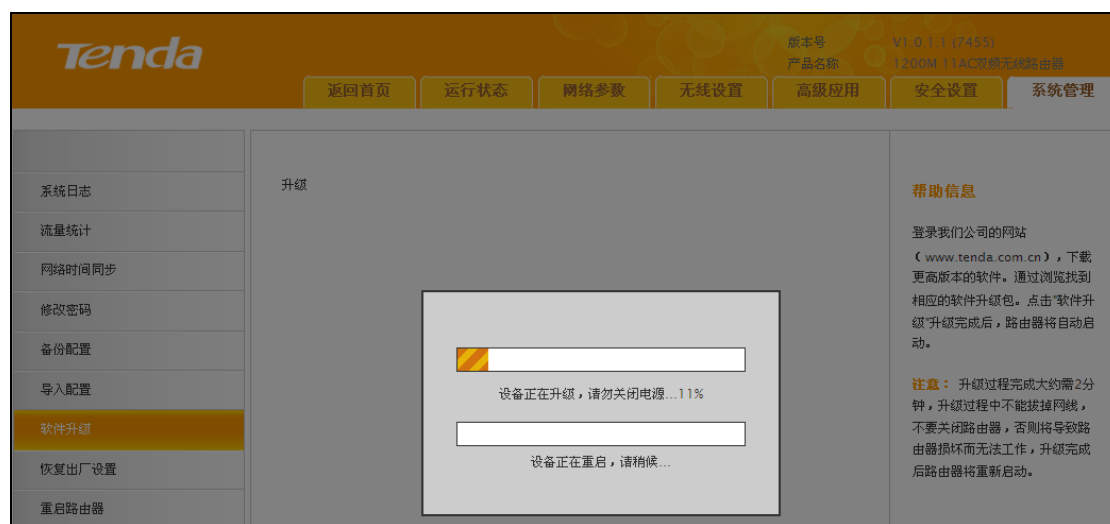 Tenda
版本号 V1.0.1.1 (7455)
产品名称 1200M 11AC双频无线路由器
返回首页 运行状态 网络参数 无线设置 高级应用 安全设置 系统管理
系统日志
流量统计
网络时间同步
修改密码
备份配置
导入配置
软件升级
恢复出厂设置
重启路由器
升级
设备正在升级，请勿关闭电源...11%
设备正在重启，请稍候...
帮助信息
登录我们公司的网站
（ www.tenda.com.cn），下载
更高版本的软件。通过浏览找到
相应的软件升级包。点击“软件升
级”升级完成后，路由器将自动启
动。
注意： 升级过程完成大约需2分
钟，升级过程中不能拔掉网线，
不要关闭路由器，否则将导致路
由器损坏而无法工作，升级完成
后路由器将重新启动。